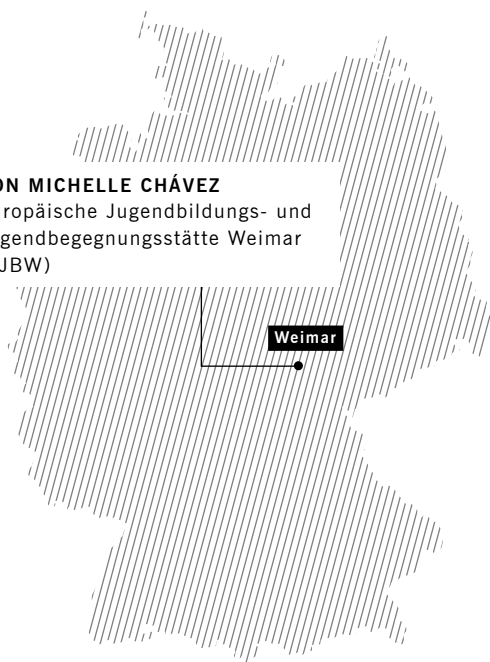 ON MICHELLE CHÁVEZ
ropäische Jugendbildungs- und
gendbegegnungsstätte Weimar
JBW)
Weimar